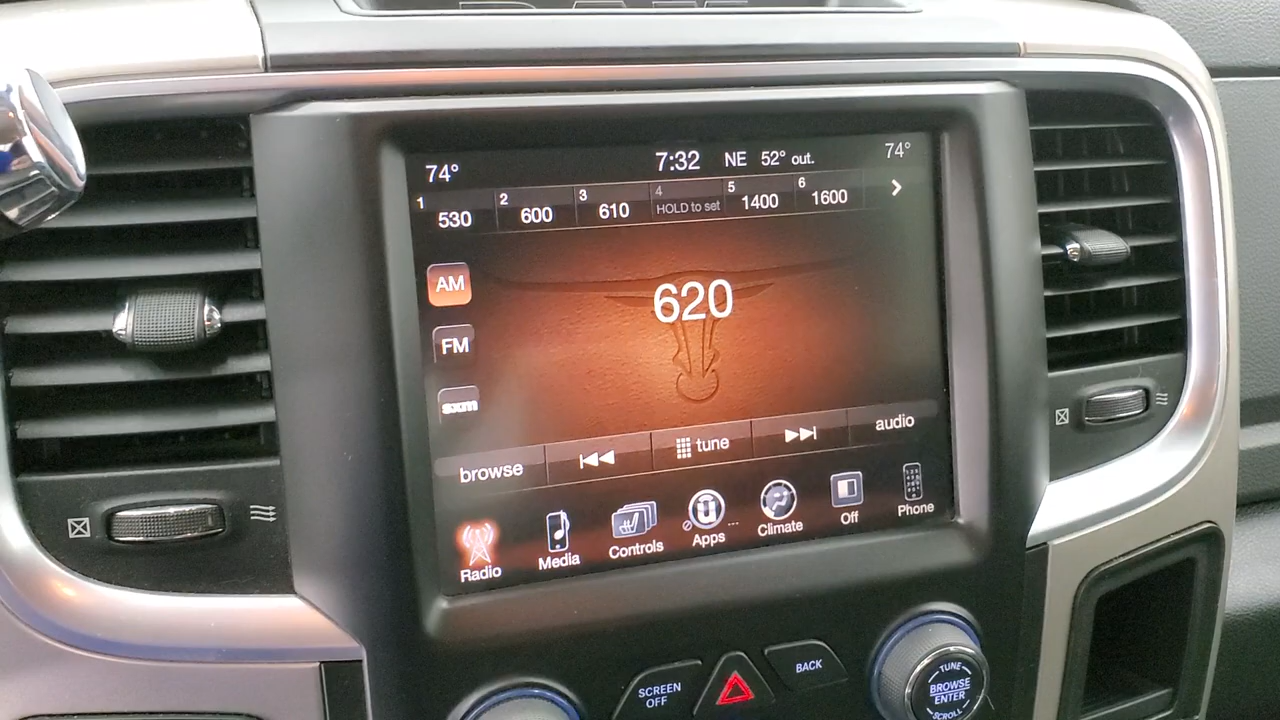 74° 7:32 NE 52° out. 74°
1 530 2 600 3 610 4 HOLD to set 5 1400 6 1600
AM
620
FM
sxm
browse tune audio
Radio Media Controls Apps ... Climate Off Phone
SCREEN OFF
BACK
TUNE
BROWSE
ENTER
SCROLL